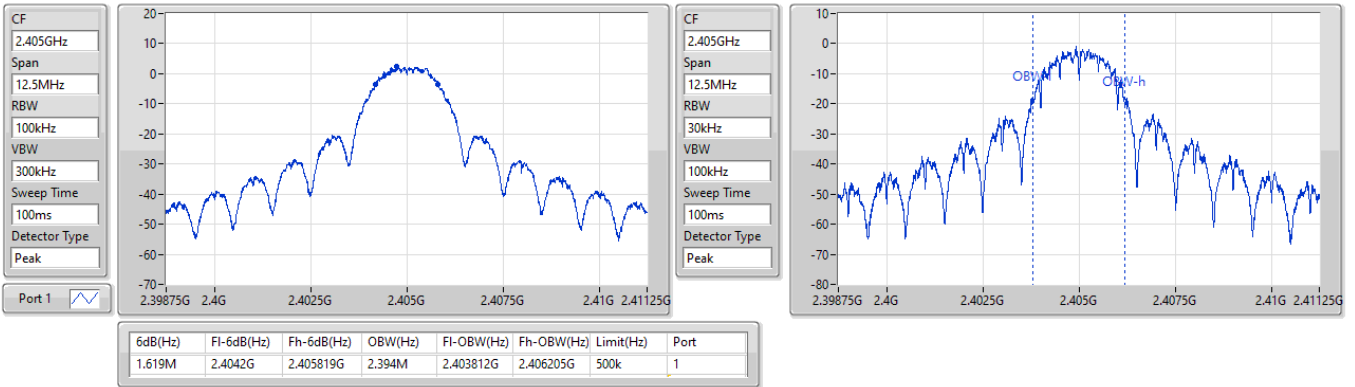 CF
2.405GHz
Span
12.5MHz
RBW
100kHz
VBW
300kHz
Sweep Time
100ms
Detector Type
Peak
Port 1
20-
10-
0-
-10-
-20-
-30-
-40-
-50-
-60-
-70-
2.39875G 2.4G 2.4025G 2.405G 2.4075G 2.41G 2.41125G
CF
2.405GHz
Span
12.5MHz
RBW
30kHz
VBW
100kHz
Sweep Time
100ms
Detector Type
Peak
10-
0-
-10-
-20-
-30-
-40-
-50-
-60-
-70-
-80-
OBW-h
2.39875G 2.4G 2.4025G 2.405G 2.4075G 2.41G 2.41125G
6dB(Hz) Fl-6dB(Hz) Fh-6dB(Hz) OBW(Hz) Fl-OBW(Hz) Fh-OBW(Hz) Limit(Hz) Port
1.619M 2.4042G 2.405819G 2.394M 2.403812G 2.406205G 500k 1